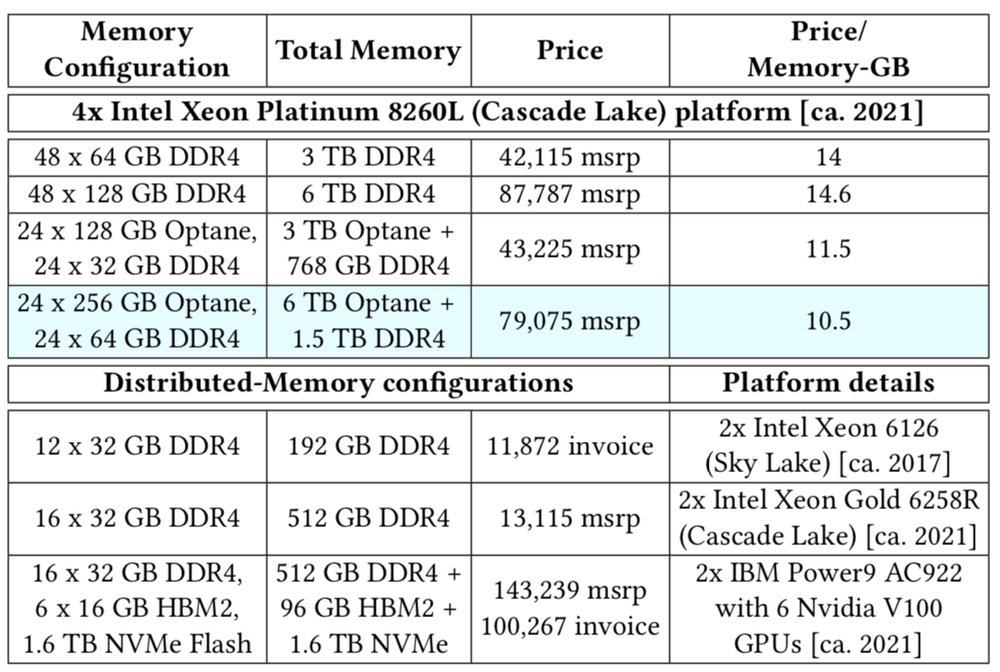 Memory Configuration | Total Memory | Price | Price/ Memory-GB
4x Intel Xeon Platinum 8260L (Cascade Lake) platform [ca. 2021]
48 x 64 GB DDR4 | 3 TB DDR4 | 42,115 msrp | 14
48 x 128 GB DDR4 | 6 TB DDR4 | 87,787 msrp | 14.6
24 x 128 GB Optane, 24 x 32 GB DDR4 | 3 TB Optane + 768 GB DDR4 | 43,225 msrp | 11.5
24 x 256 GB Optane, 24 x 64 GB DDR4 | 6 TB Optane + 1.5 TB DDR4 | 79,075 msrp | 10.5
Distributed-Memory configurations | Platform details
12 x 32 GB DDR4 | 192 GB DDR4 | 11,872 invoice | 2x Intel Xeon 6126 (Sky Lake) [ca. 2017]
16 x 32 GB DDR4 | 512 GB DDR4 | 13,115 msrp | 2x Intel Xeon Gold 6258R (Cascade Lake) [ca. 2021]
16 x 32 GB DDR4, 6 x 16 GB HBM2, 1.6 TB NVMe Flash | 512 GB DDR4 + 96 GB HBM2 + 1.6 TB NVMe | 143,239 msrp 100,267 invoice | 2x IBM Power9 AC922 with 6 Nvidia V100 GPUs [ca. 2021]